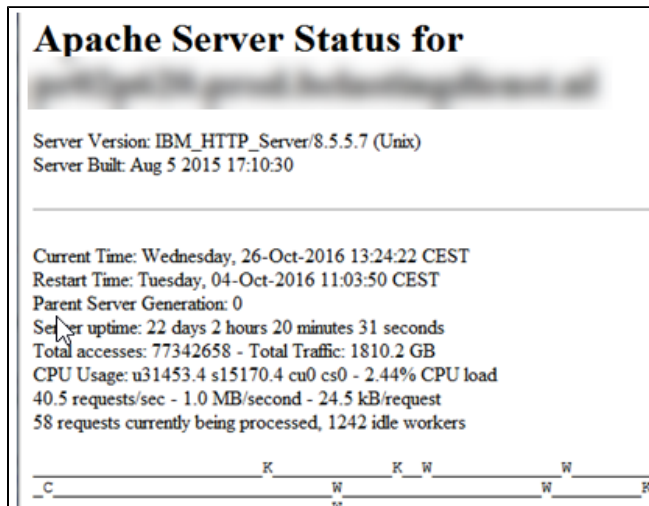 Apache Server Status for
Server Version: IBM_HTTP_Server/8.5.5.7 (Unix)
Server Built: Aug 5 2015 17:10:30
Current Time: Wednesday, 26-Oct-2016 13:24:22 CEST
Restart Time: Tuesday, 04-Oct-2016 11:03:50 CEST
Parent Server Generation: 0
Server uptime: 22 days 2 hours 20 minutes 31 seconds
Total accesses: 77342658 - Total Traffic: 1810.2 GB
CPU Usage: u31453.4 s15170.4 cu0 cs0 - 2.44% CPU load
40.5 requests/sec - 1.0 MB/second - 24.5 kB/request
58 requests currently being processed, 1242 idle workers
K K W W
C W W K